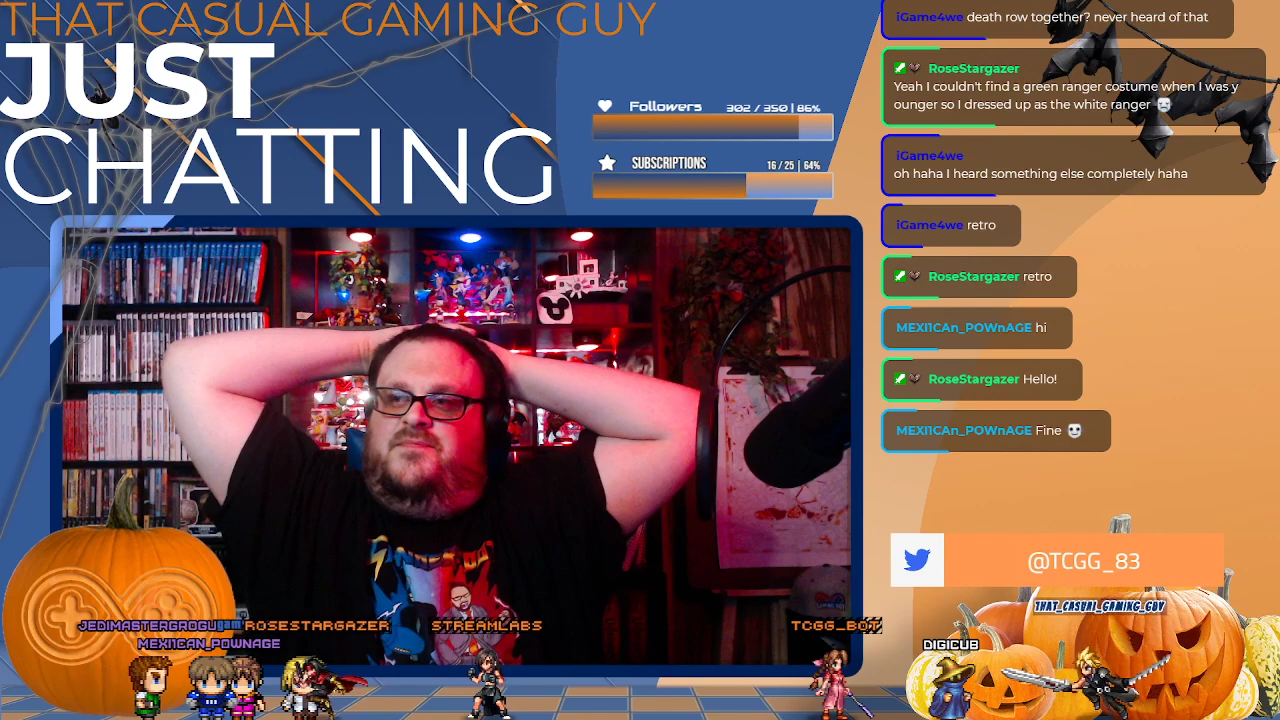 THAT CASUAL GAMING GUY
JUST
CHATTING
Followers 302 / 350 | 86%
SUBSCRIPTIONS 16 / 25 | 64%
iGame4we death row together? never heard of that
RoseStargazer
Yeah I couldn't find a green ranger costume when I was y
ounger so I dressed up as the white ranger
iGame4we
oh haha I heard something else completely haha
iGame4we retro
RoseStargazer retro
MEXI1CAn_POWnAGE hi
RoseStargazer Hello!
MEXI1CAn_POWnAGE Fine
@TCGG_83
THAT_CASUAL_GAMING_GUY
JEDIMASTERGROGU
ROSESTARGAZER
STREAMLABS
TCGG_BOT
MEXI1CAN_POWNAGE
DIGICUB